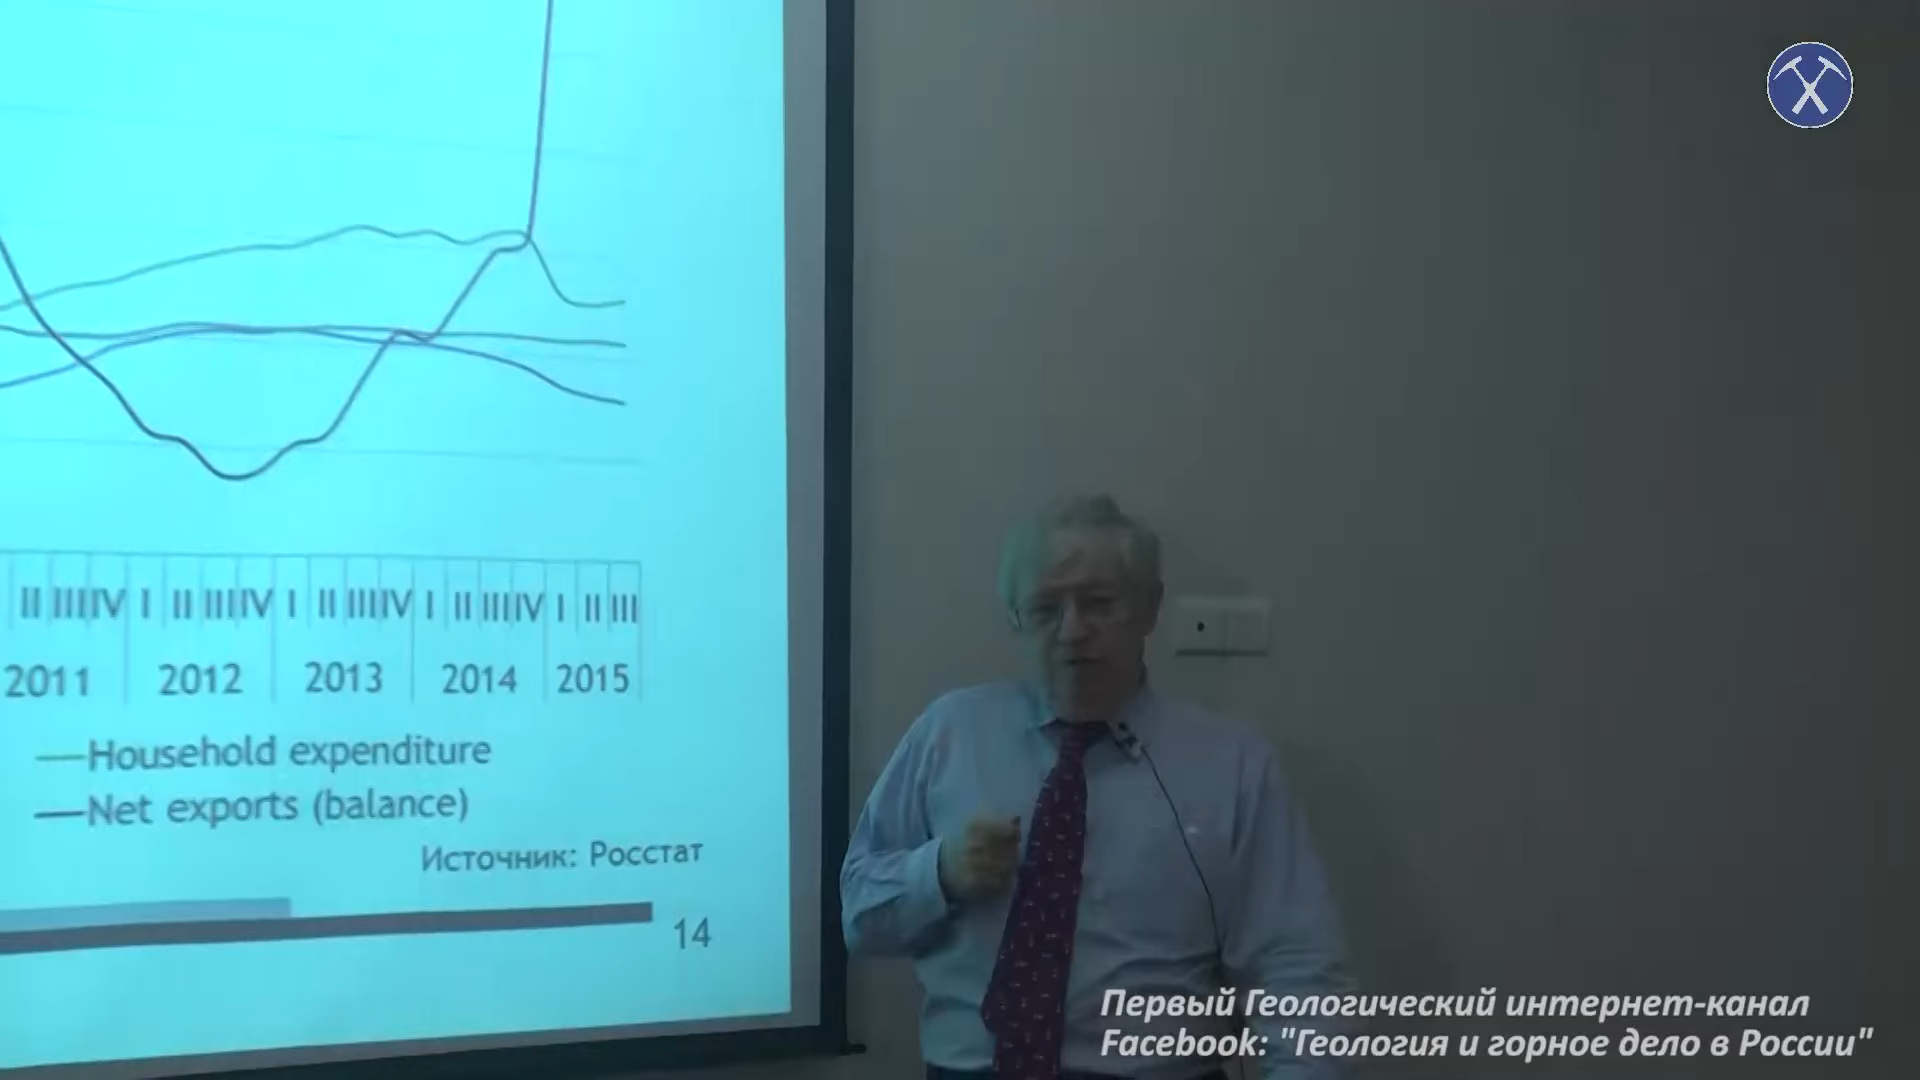 II III IV I II III IV I II III IV I II III IV I II III
2011 2012 2013 2014 2015
Household expenditure
Net exports (balance)
Источник: Росстат
14
Первый Геологический интернет-канал
Facebook: "Геология и горное дело в России"